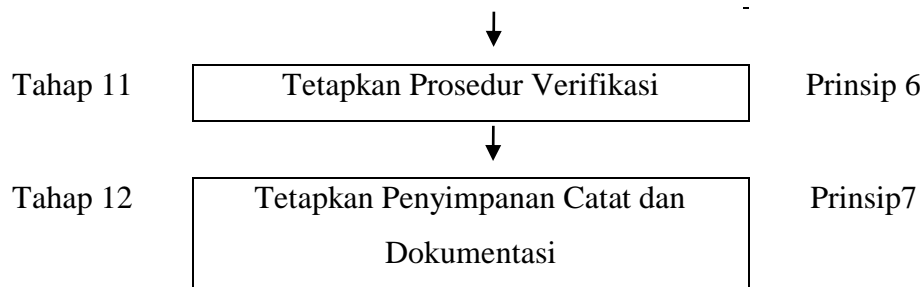 Tahap 11 Tetapkan Prosedur Verifikasi Prinsip 6
Tahap 12 Tetapkan Penyimpanan Catat dan Prinsip7
Dokumentasi